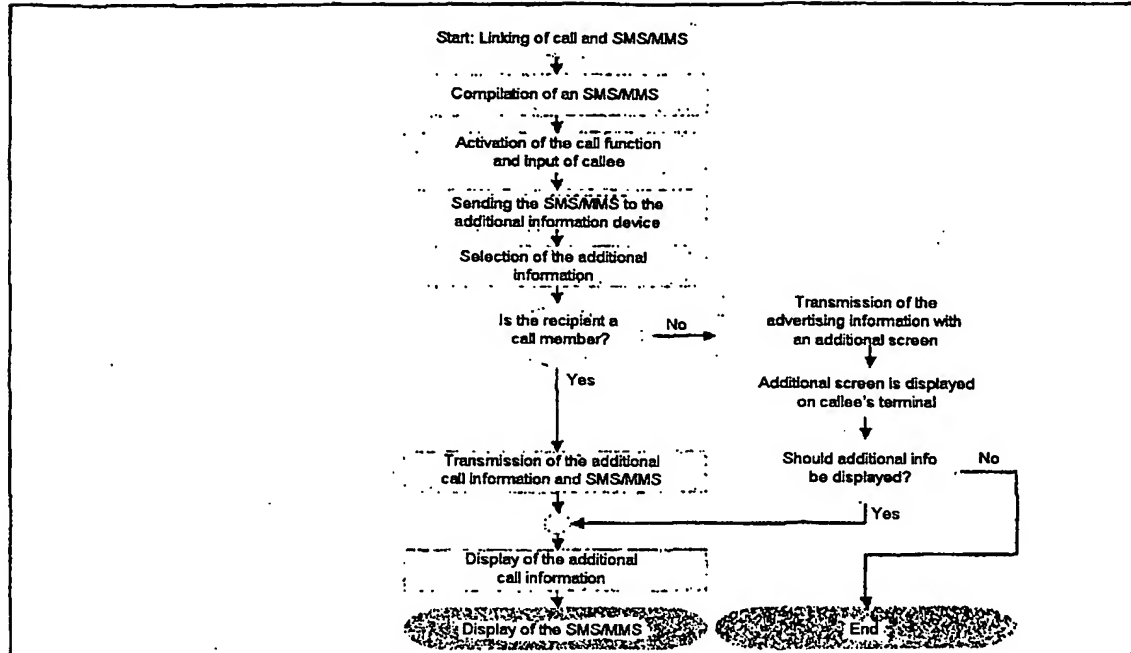 Start: Linking of call and SMS/MMS
Compilation of an SMS/MMS
Activation of the call function
and input of callee
Sending the SMS/MMS to the
additional information device
Selection of the additional
information
Is the recipient a
call member?
No
Transmission of the
advertising information with
an additional screen
Yes
Additional screen is displayed
on callee's terminal
Transmission of the additional
call information and SMS/MMS
Should additional info
be displayed?
No
Yes
Display of the additional
call information
Display of the SMS/MMS
End